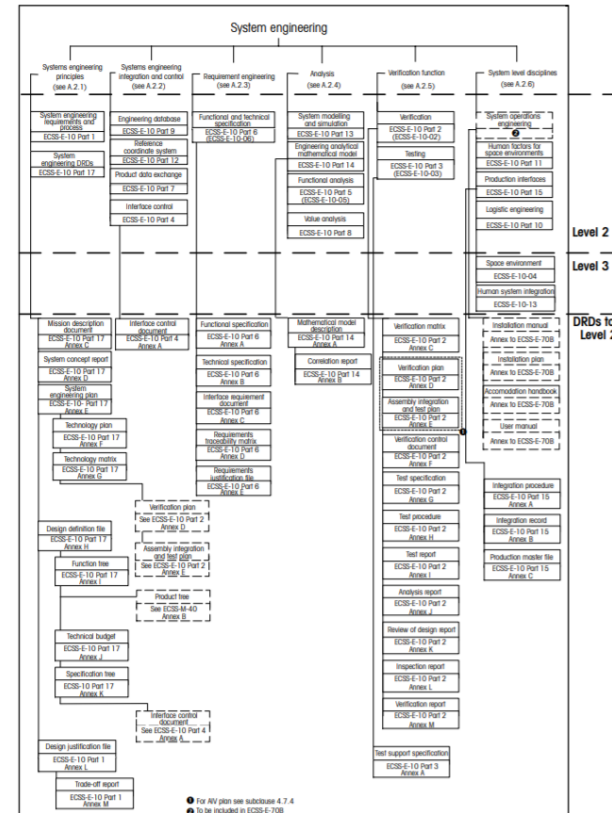 System engineering
Systems engineering
principles
(see A.2.1)
Systems engineering
integration and control
(see A.2.2)
Requirement engineering
(see A.2.3)
Analysis
(see A.2.4)
Verification function
(see A.2.5)
System level disciplines
(see A.2.6)
System engineering
requirements and
process
ECSS-E-10 Part 1
System
engineering DRDs
ECSS-E-10 Part 17
Engineering database
ECSS-E-10 Part 9
Reference
coordinate system
ECSS-E-10 Part 12
Product data exchange
ECSS-E-10 Part 7
Interface control
ECSS-E-10 Part 4
Functional and technical
specification
ECSS-E-10 Part 6
(ECSS-E-10-06)
System modelling
and simulation
ECSS-E-10 Part 13
Engineering analytical
mathematical model
ECSS-E-10 Part 14
Functional analysis
ECSS-E-10 Part 5
(ECSS-E-10-05)
Value analysis
ECSS-E-10 Part 8
Verification
ECSS-E-10 Part 2
(ECSS-E-10-02)
Testing
ECSS-E-10 Part 3
(ECSS-E-10-03)
System operations
engineering
2
Human factors for
space environments
ECSS-E-10 Part 11
Production interfaces
ECSS-E-10 Part 15
Logistic engineering
ECSS-E-10 Part 10
Level 2
Level 3
Space environment
ECSS-E-10-04
Human system integration
ECSS-E-10-13
DRDs fo
Level 2
Mission description
document
ECSS-E-10 Part 17
Annex C
System concept report
ECSS-E-10 Part 17
Annex D
System
engineering plan
ECSS-E-10- Part 17
Annex E
Technology plan
ECSS-E-10 Part 17
Annex F
Technology matrix
ECSS-E-10 Part 17
Annex G
Design definition file
ECSS-E-10 Part 17
Annex H
Function tree
ECSS-E-10 Part 17
Annex I
Technical budget
ECSS-E-10 Part 17
Annex J
Specification tree
ECSS-10 Part 17
Annex K
Design justification file
ECSS-E-10 Part 1
Annex L
Trade-off report
ECSS-E-10 Part 1
Annex M
Interface control
document
ECSS-E-10 Part 4
Annex A
Verification plan
See ECSS-E-10 Part 2
Annex D
Assembly integration
and test plan
See ECSS-E-10 Part 2
Annex E
Product tree
See ECSS-M-40
Annex B
Interface control
document
See ECSS-E-10 Part 4
Annex A
Functional specification
ECSS-E-10 Part 6
Annex A
Technical specification
ECSS-E-10 Part 6
Annex B
Interface requirement
document
ECSS-E-10 Part 6
Annex C
Requirements
traceability matrix
ECSS-E-10 Part 6
Annex D
Requirements
justification file
ECSS-E-10 Part 6
Annex E
Mathematical model
description
ECSS-E-10 Part 14
Annex A
Correlation report
ECSS-E-10 Part 14
Annex B
Verification matrix
ECSS-E-10 Part 2
Annex C
Verification plan
ECSS-E-10 Part 2
Annex D
Assembly integration
and test plan
ECSS-E-10 Part 2
Annex E
1
Verification control
document
ECSS-E-10 Part 2
Annex F
Test specification
ECSS-E-10 Part 2
Annex G
Test procedure
ECSS-E-10 Part 2
Annex H
Test report
ECSS-E-10 Part 2
Annex I
Analysis report
ECSS-E-10 Part 2
Annex J
Review of design report
ECSS-E-10 Part 2
Annex K
Inspection report
ECSS-E-10 Part 2
Annex L
Verification report
ECSS-E-10 Part 2
Annex M
Test support specification
ECSS-E-10 Part 3
Annex A
Installation manual
Annex to ECSS-E-70B
Installation plan
Annex to ECSS-E-70B
Accomodation handbook
Annex to ECSS-E-70B
User manual
Annex to ECSS-E-70B
Integration procedure
ECSS-E-10 Part 15
Annex A
Integration record
ECSS-E-10 Part 15
Annex B
Production master file
ECSS-E-10 Part 15
Annex C
1 For AIV plan see subclause 4.7.4
2 To be included in ECSS-E-70B